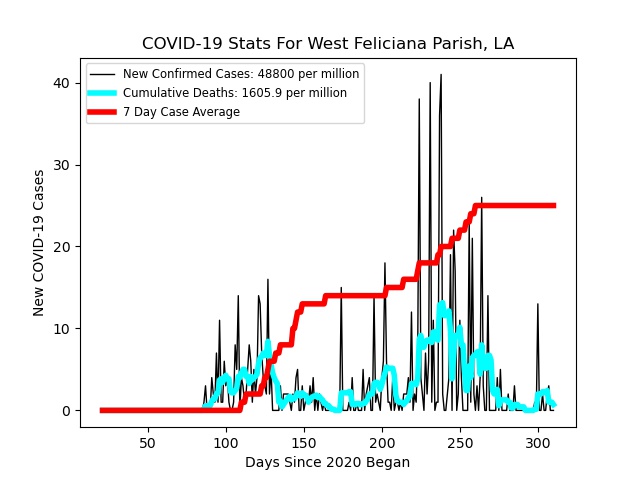 COVID-19 Stats For West Feliciana Parish, LA
New Confirmed Cases: 48800 per million
Cumulative Deaths: 1605.9 per million
7 Day Case Average
New COVID-19 Cases
40
30
20
10
0
50 100 150 200 250 300
Days Since 2020 Began